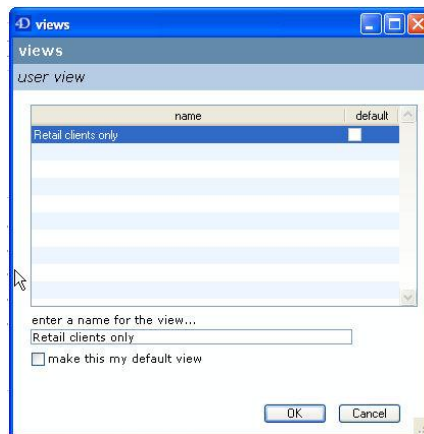 4D views
views
user view
name default
Retail clients only
enter a name for the view...
Retail clients only
make this my default view
OK Cancel